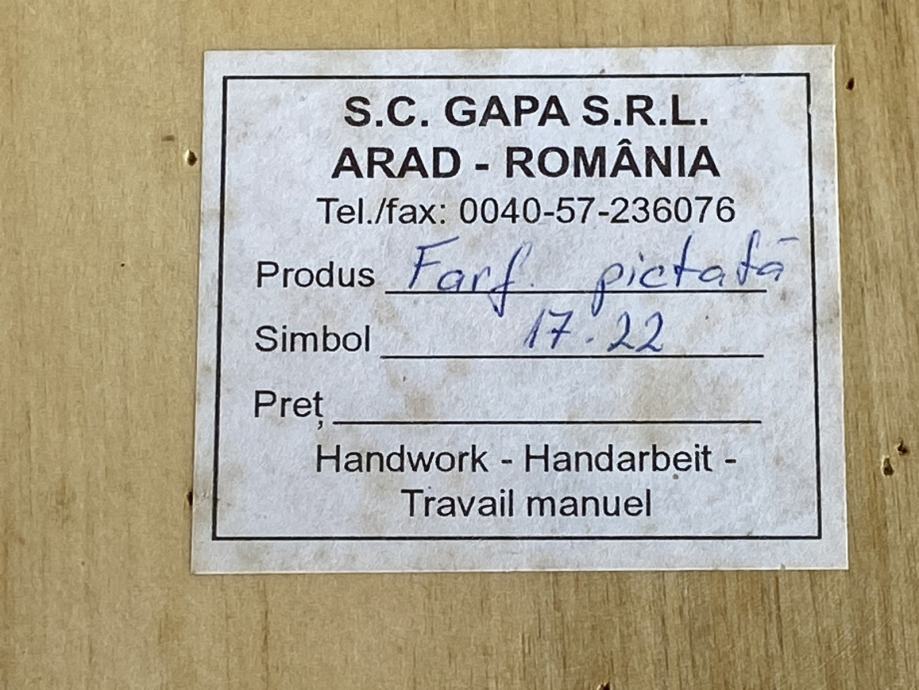 S.C. GAPA S.R.L.
ARAD - ROMÂNIA
Tel./fax: 0040-57-236076
Produs Farf. pictată
Simbol 17.22
Preț
Handwork - Handarbeit -
Travail manuel